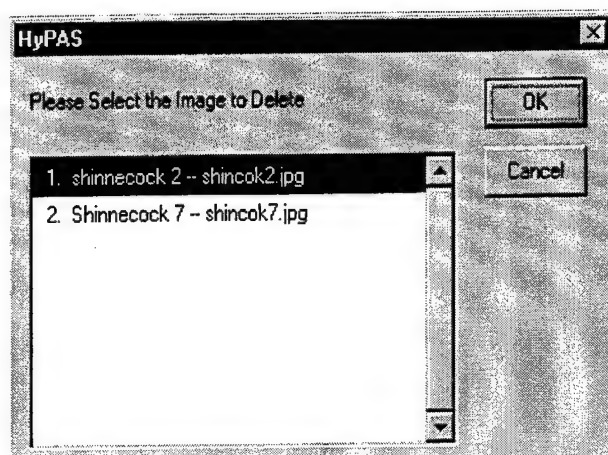 HyPAS
Please Select the Image to Delete
OK
Cancel
1. shinnecock 2 -- shincok2.jpg
2. Shinnecock 7 -- shincok7.jpg